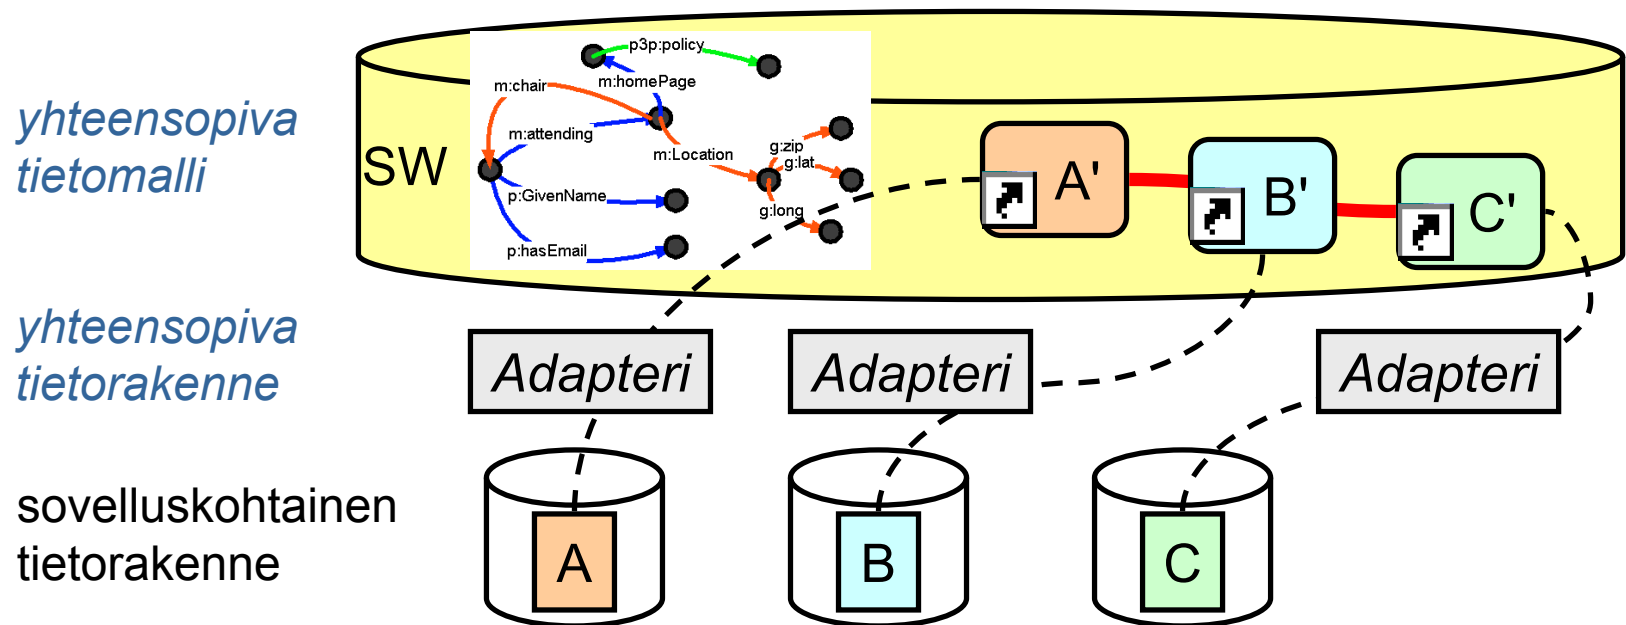 yhteensopiva
tietomalli
SW
p3p:policy
m:homePage
m:chair
m:attending
m:Location
g:zip
g:lat
p:GivenName
g:long
p:hasEmail
A'
B'
C'
yhteensopiva
tietorakenne
Adapteri
Adapteri
Adapteri
sovelluskohtainen
tietorakenne
A
B
C